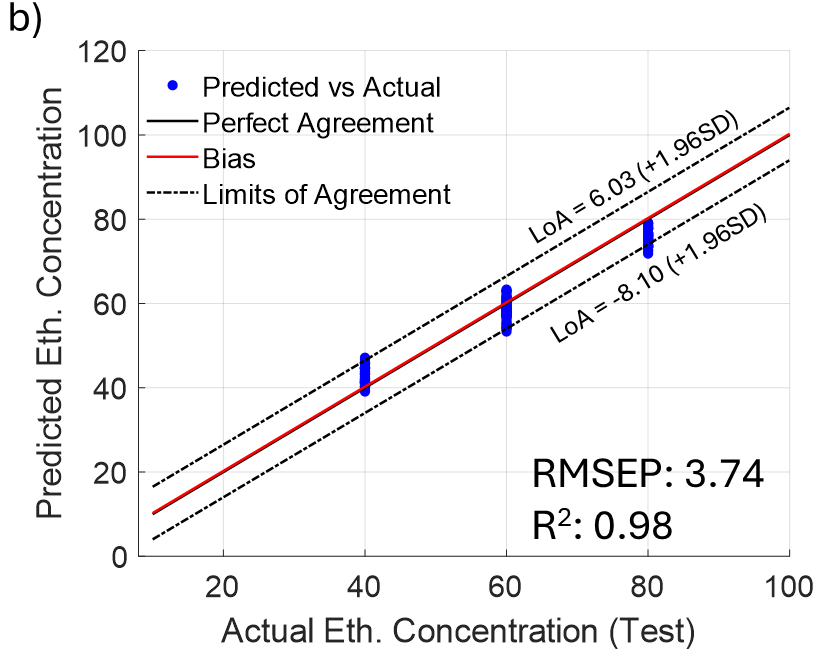 b)
120
100
80
60
40
20
0
20 40 60 80 100
Predicted Eth. Concentration
Actual Eth. Concentration (Test)
Predicted vs Actual
Perfect Agreement
Bias
Limits of Agreement
LoA = 6.03 (+1.96SD)
LoA = -8.10 (+1.96SD)
RMSEP: 3.74
R²: 0.98